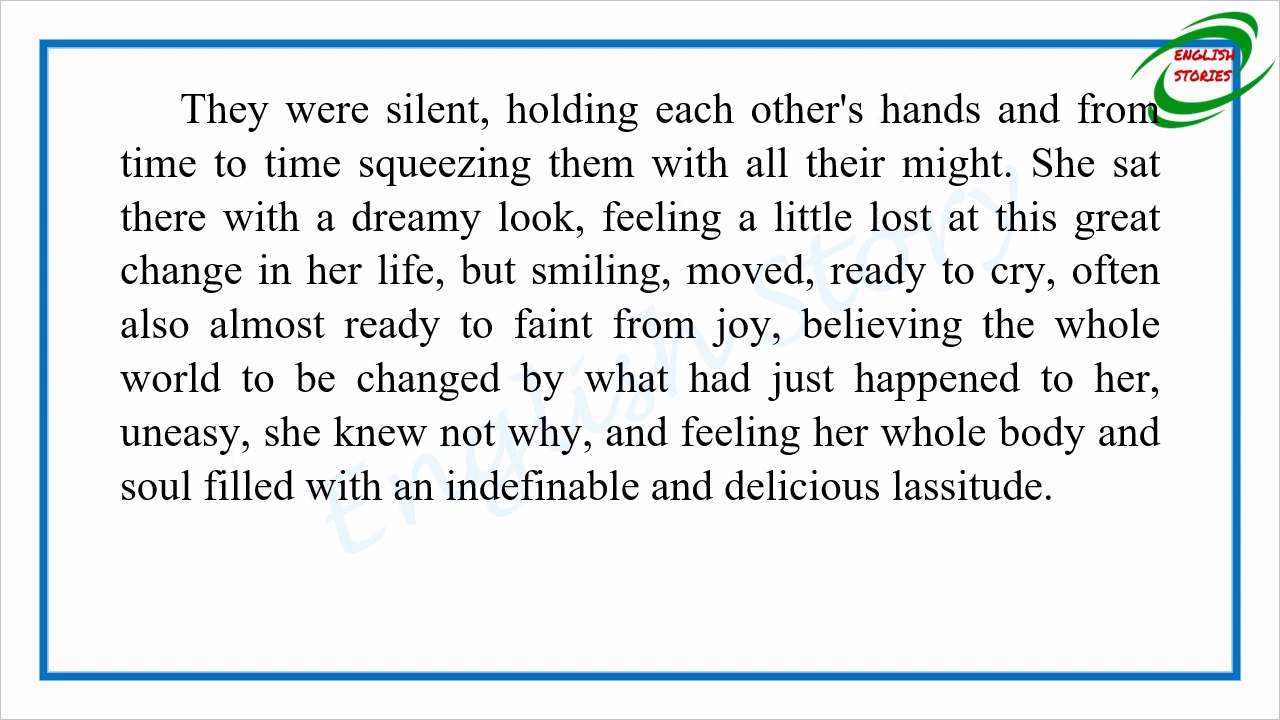 ENGLISH
STORIES
They were silent, holding each other's hands and from
time to time squeezing them with all their might. She sat
there with a dreamy look, feeling a little lost at this great
change in her life, but smiling, moved, ready to cry, often
also almost ready to faint from joy, believing the whole
world to be changed by what had just happened to her,
uneasy, she knew not why, and feeling her whole body and
soul filled with an indefinable and delicious lassitude.
English Story